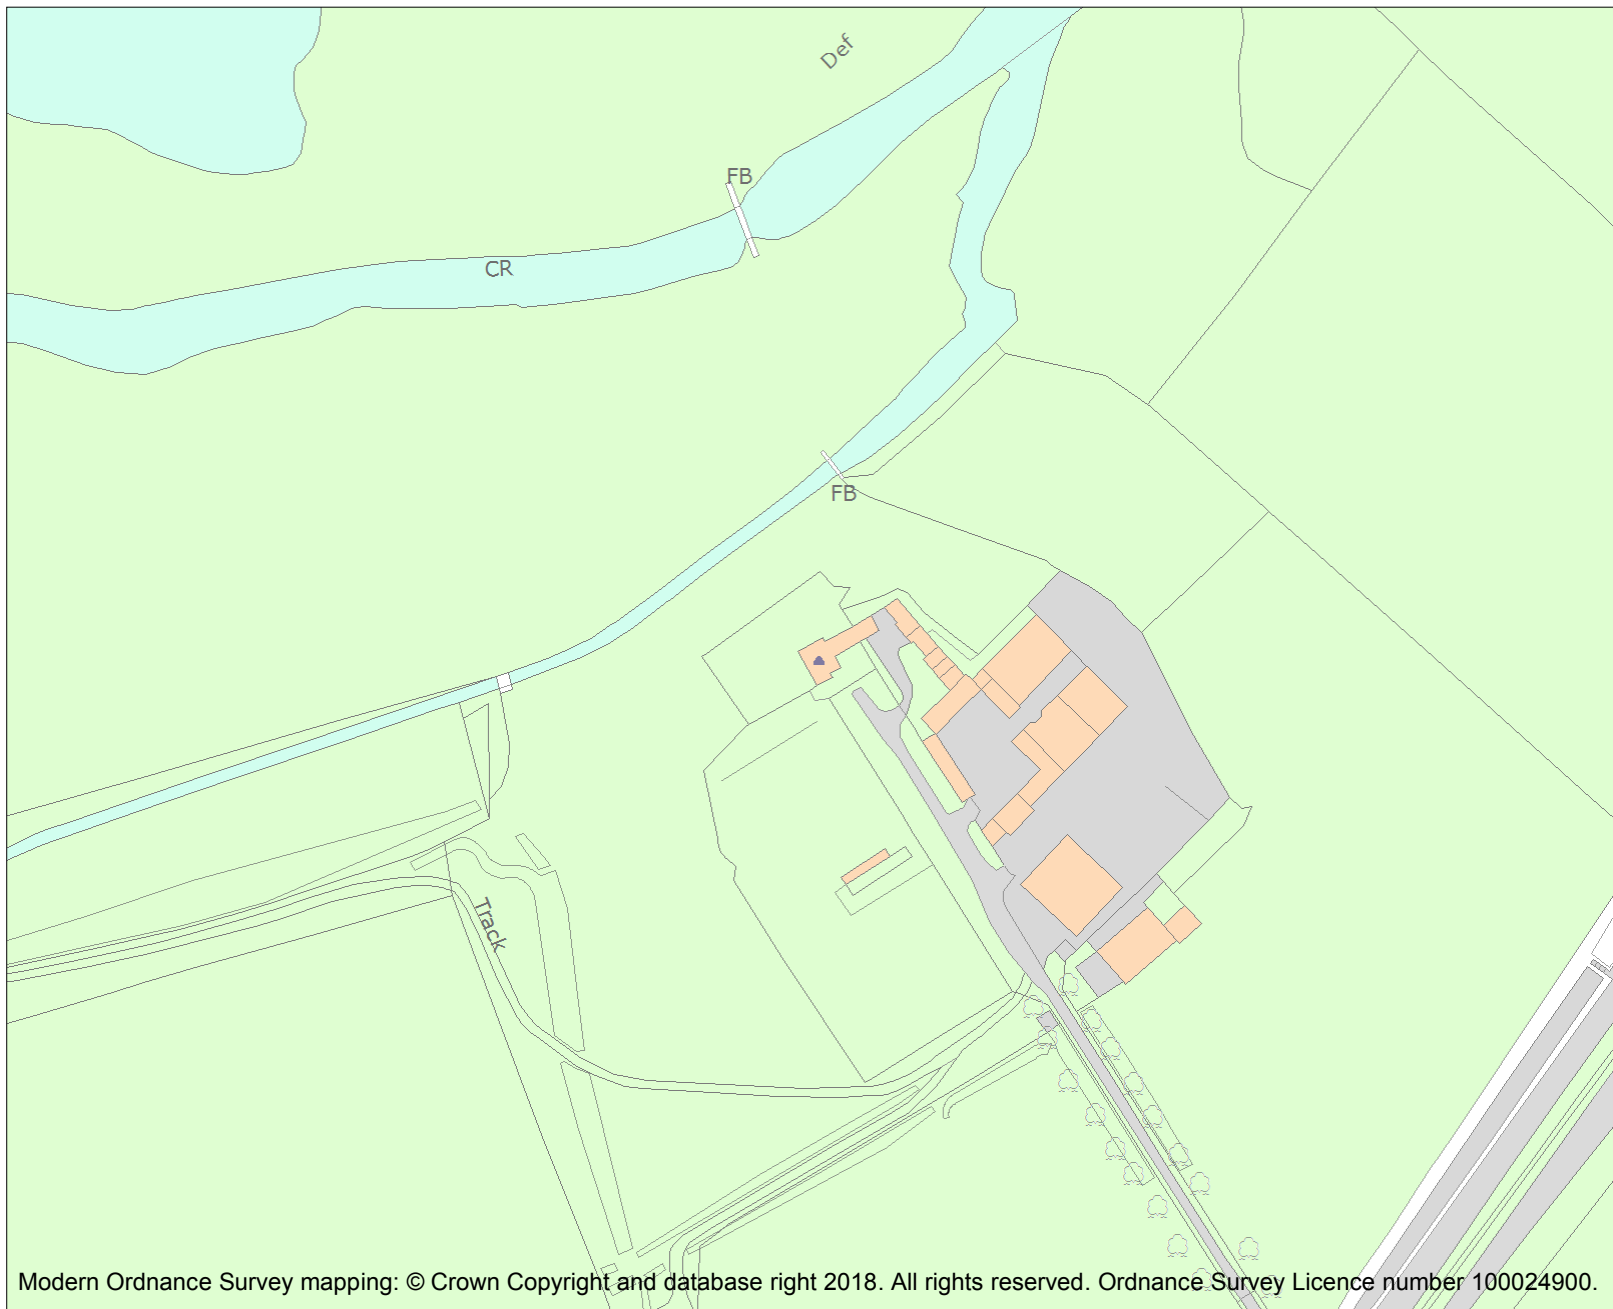 Def
FB
CR
FB
Track
Modern Ordnance Survey mapping: © Crown Copyright and database right 2018. All rights reserved. Ordnance Survey Licence number 100024900.